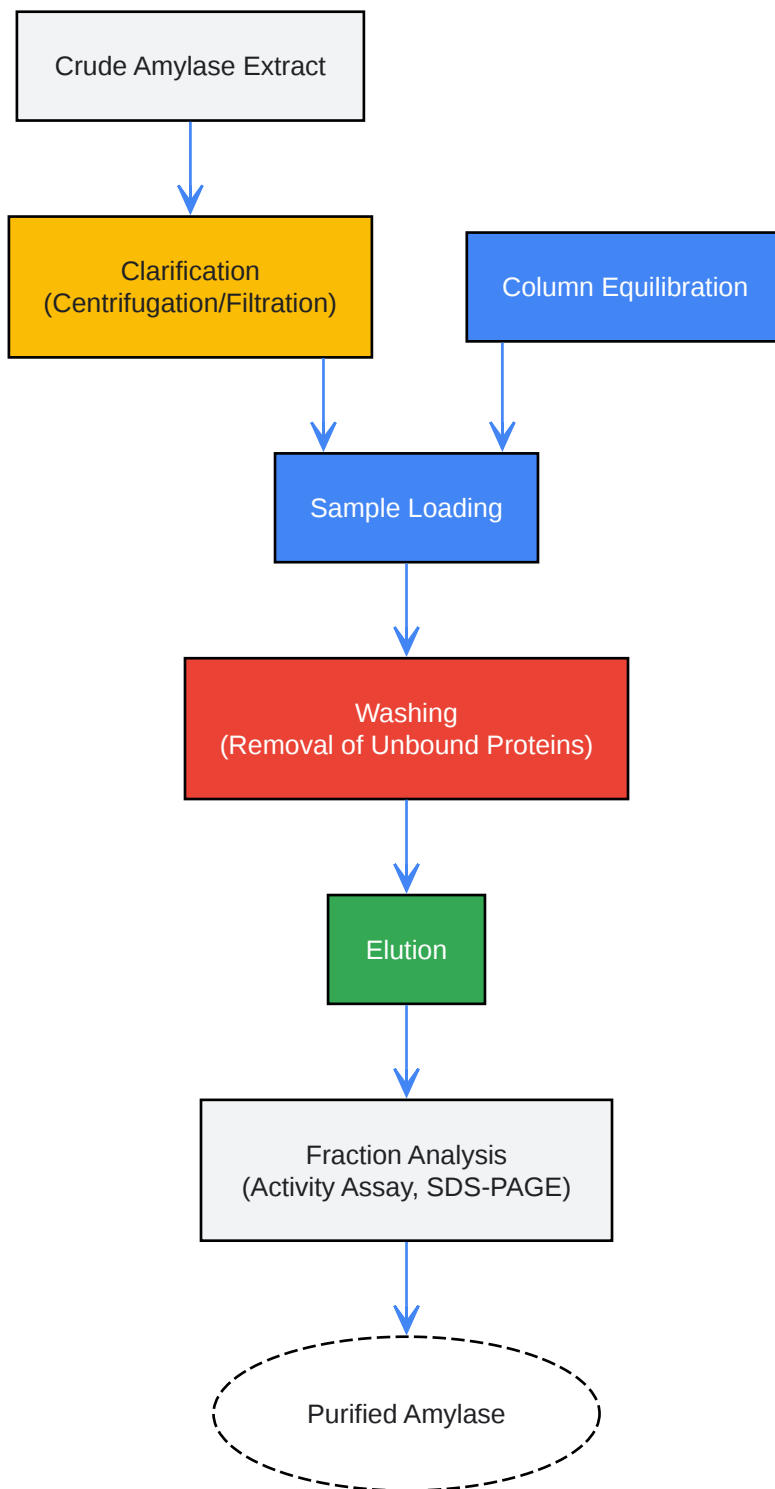 Crude Amylase Extract
Clarification
(Centrifugation/Filtration)
Column Equilibration
Sample Loading
Washing
(Removal of Unbound Proteins)
Elution
Fraction Analysis
(Activity Assay, SDS-PAGE)
Purified Amylase